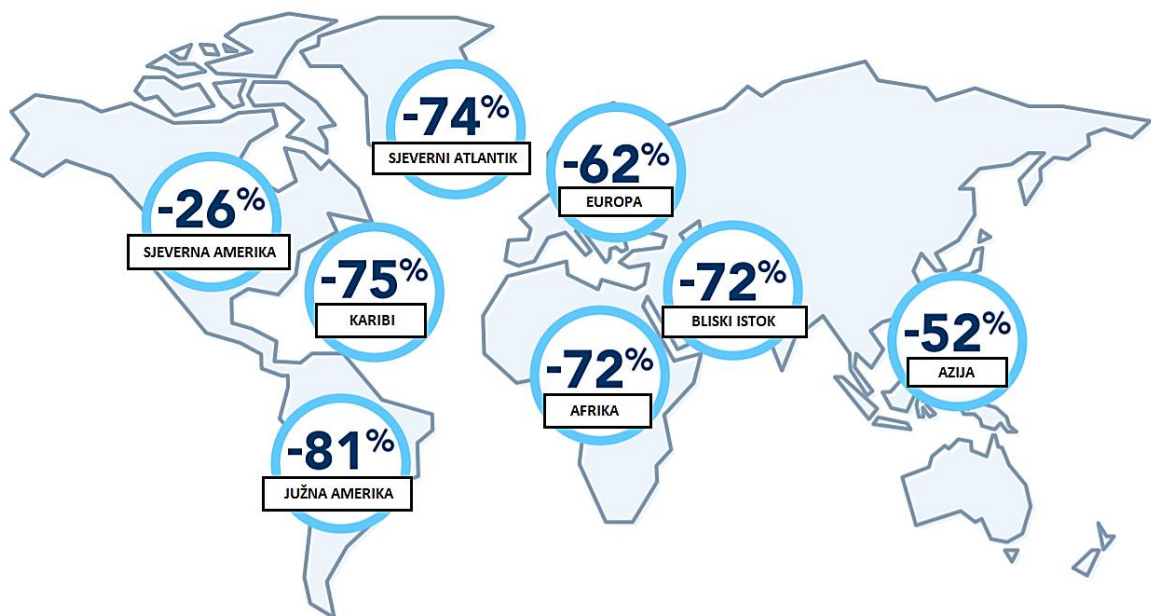 -74%
SJEVERNI ATLANTIK
-62%
EUROPA
-26%
SJEVERNA AMERIKA
-75%
KARIBI
-72%
BLISKI ISTOK
-52%
AZIJA
-72%
AFRIKA
-81%
JUŽNA AMERIKA